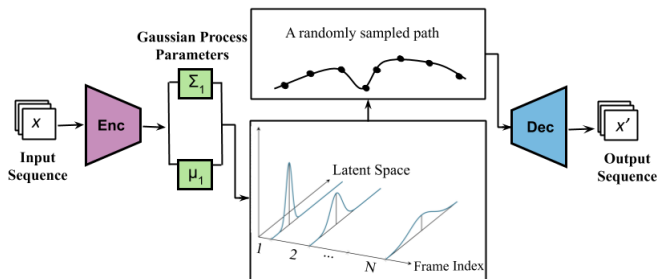 Gaussian Process
Parameters
A randomly sampled path
Σ1
x
Enc
μ1
Input
Sequence
Latent Space
1
2
...
N
Frame Index
Dec
x'
Output
Sequence